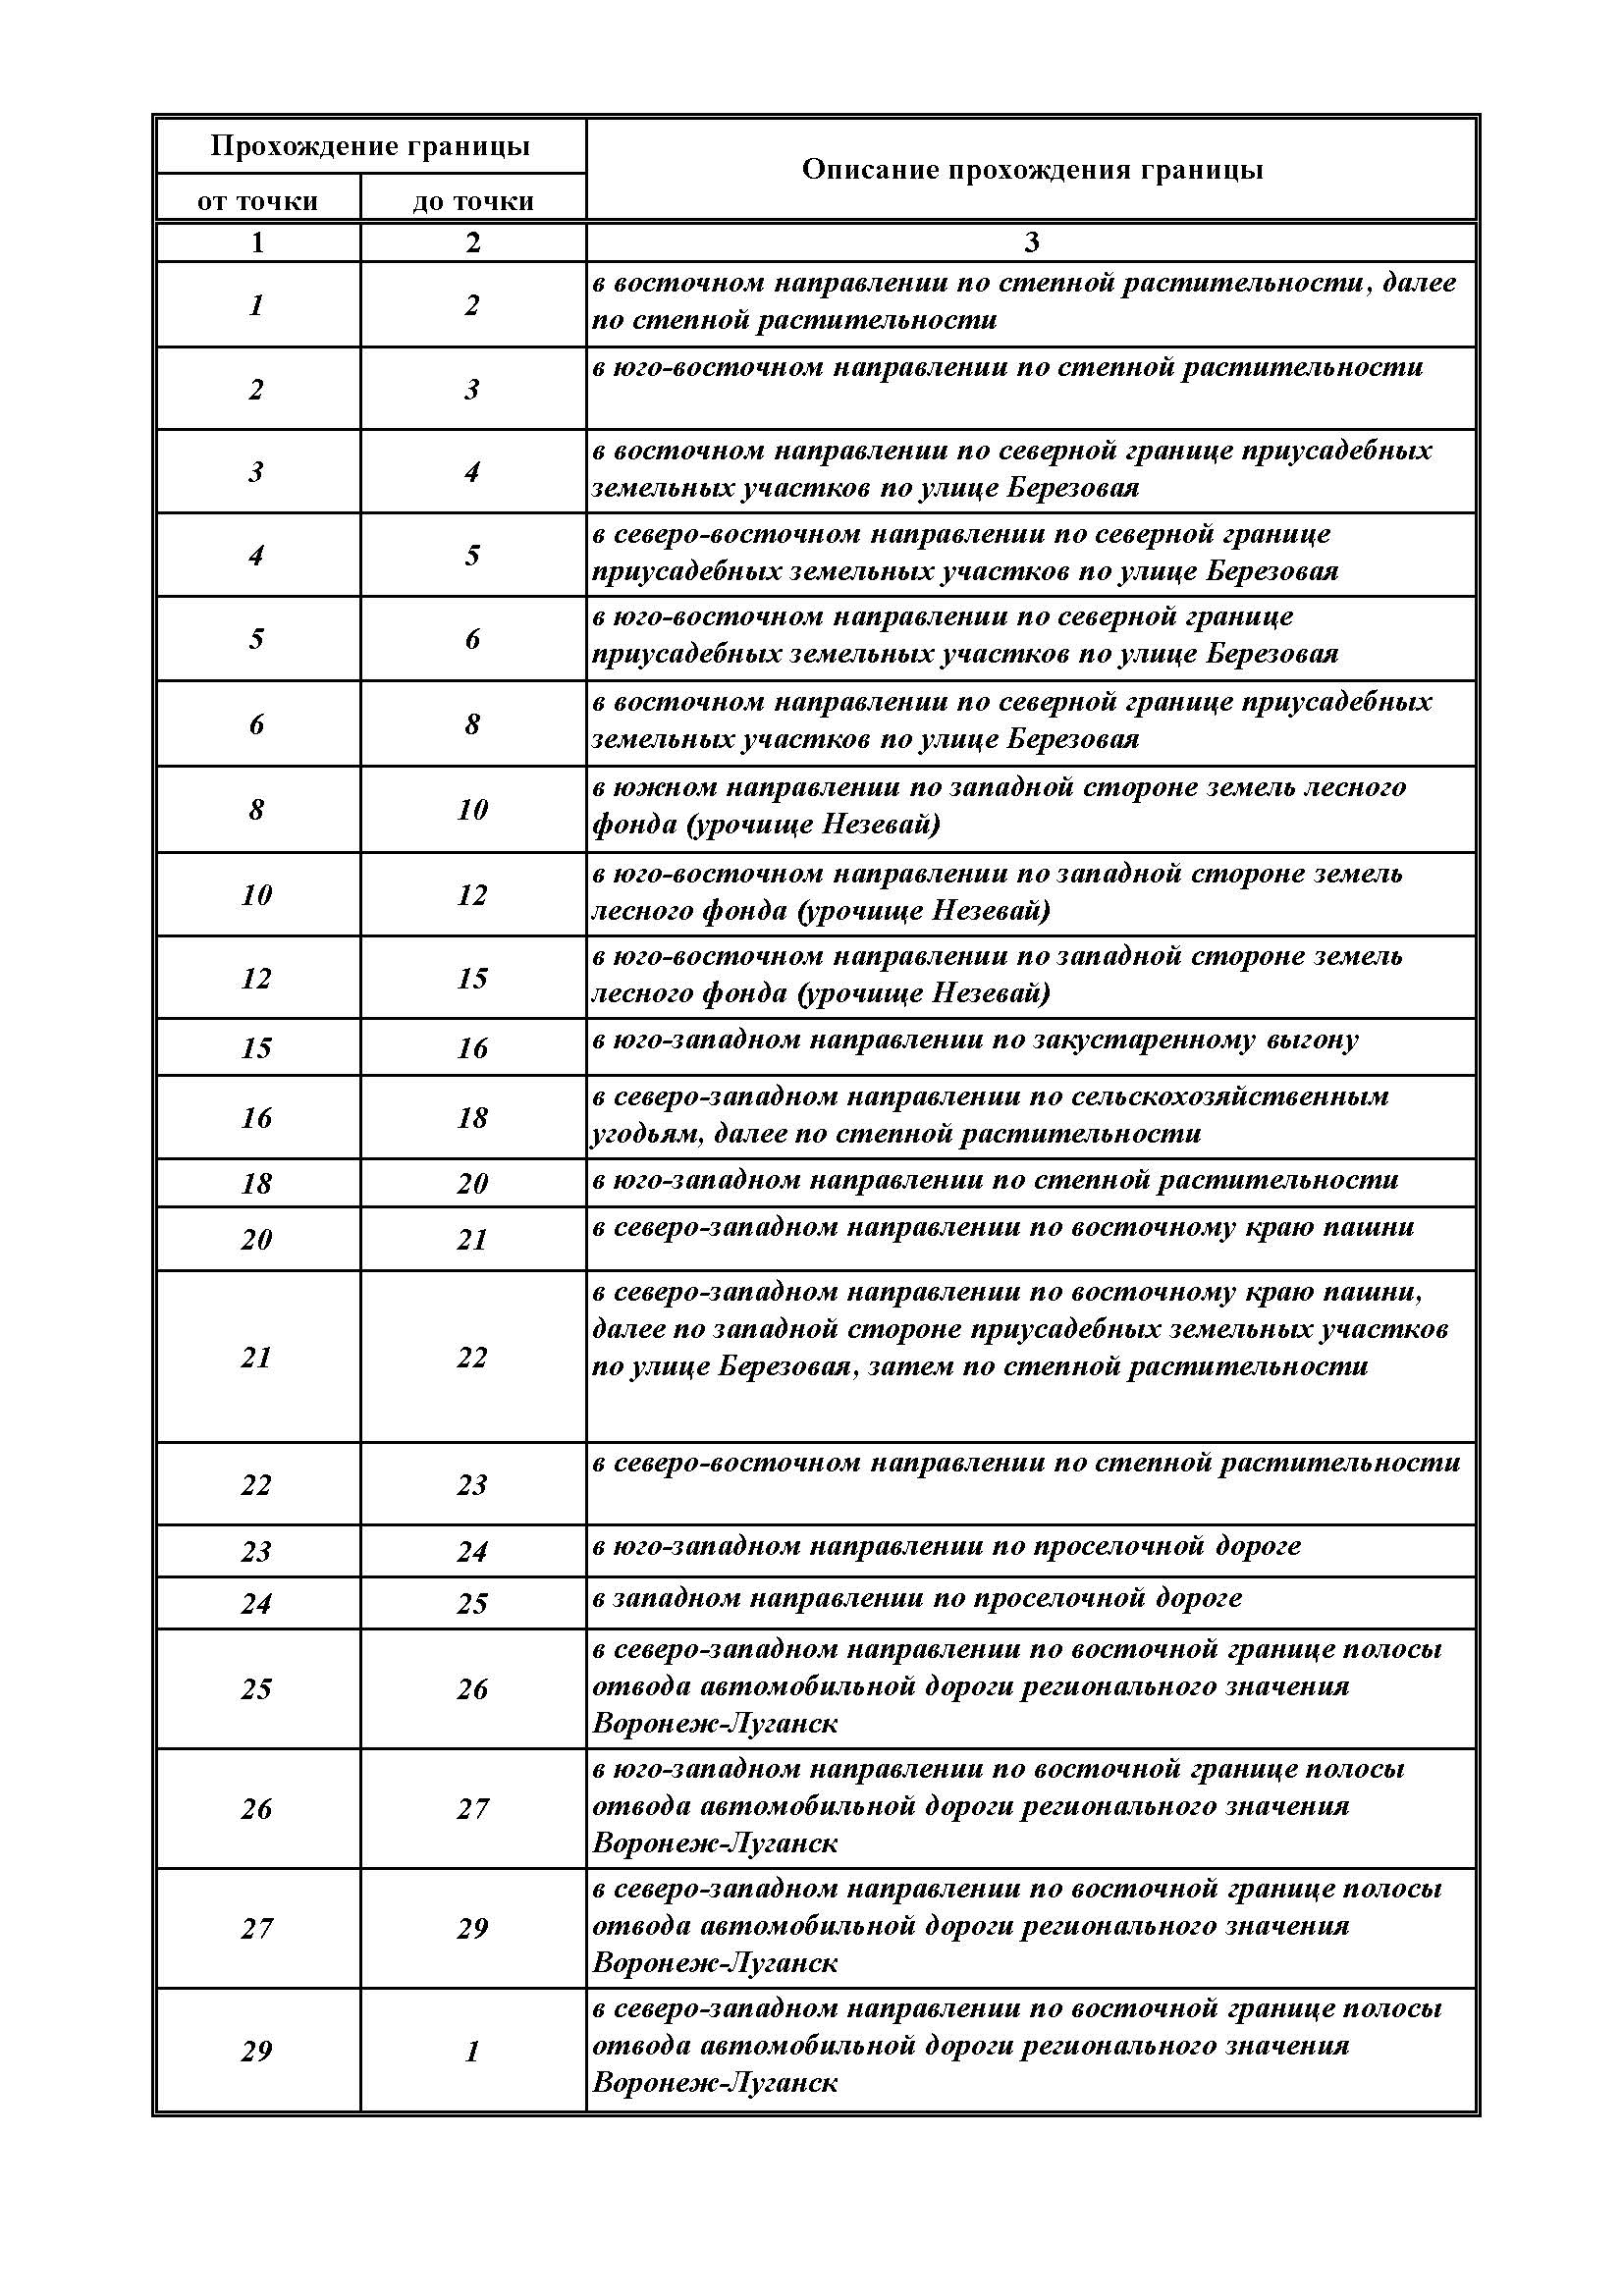 Прохождение границы
Описание прохождения границы
от точки
до точки
1
2
3
1
2
в восточном направлении по степной растительности, далее
по степной растительности
2
3
в юго-восточном направлении по степной растительности
3
4
в восточном направлении по северной границе приусадебных
земельных участков по улице Березовая
4
5
в северо-восточном направлении по северной границе
приусадебных земельных участков по улице Березовая
5
6
в юго-восточном направлении по северной границе
приусадебных земельных участков по улице Березовая
6
8
в восточном направлении по северной границе приусадебных
земельных участков по улице Березовая
8
10
в южном направлении по западной стороне земель лесного
фонда (урочище Незевай)
10
12
в юго-восточном направлении по западной стороне земель
лесного фонда (урочище Незевай)
12
15
в юго-восточном направлении по западной стороне земель
лесного фонда (урочище Незевай)
15
16
в юго-западном направлении по закустаренному выгону
16
18
в северо-западном направлении по сельскохозяйственным
угодьям, далее по степной растительности
18
20
в юго-западном направлении по степной растительности
20
21
в северо-западном направлении по восточному краю пашни
21
22
в северо-западном направлении по восточному краю пашни,
далее по западной стороне приусадебных земельных участков
по улице Березовая, затем по степной растительности
22
23
в северо-восточном направлении по степной растительности
23
24
в юго-западном направлении по проселочной дороге
24
25
в западном направлении по проселочной дороге
25
26
в северо-западном направлении по восточной границе полосы
отвода автомобильной дороги регионального значения
Воронеж-Луганск
26
27
в юго-западном направлении по восточной границе полосы
отвода автомобильной дороги регионального значения
Воронеж-Луганск
27
29
в северо-западном направлении по восточной границе полосы
отвода автомобильной дороги регионального значения
Воронеж-Луганск
29
1
в северо-западном направлении по восточной границе полосы
отвода автомобильной дороги регионального значения
Воронеж-Луганск